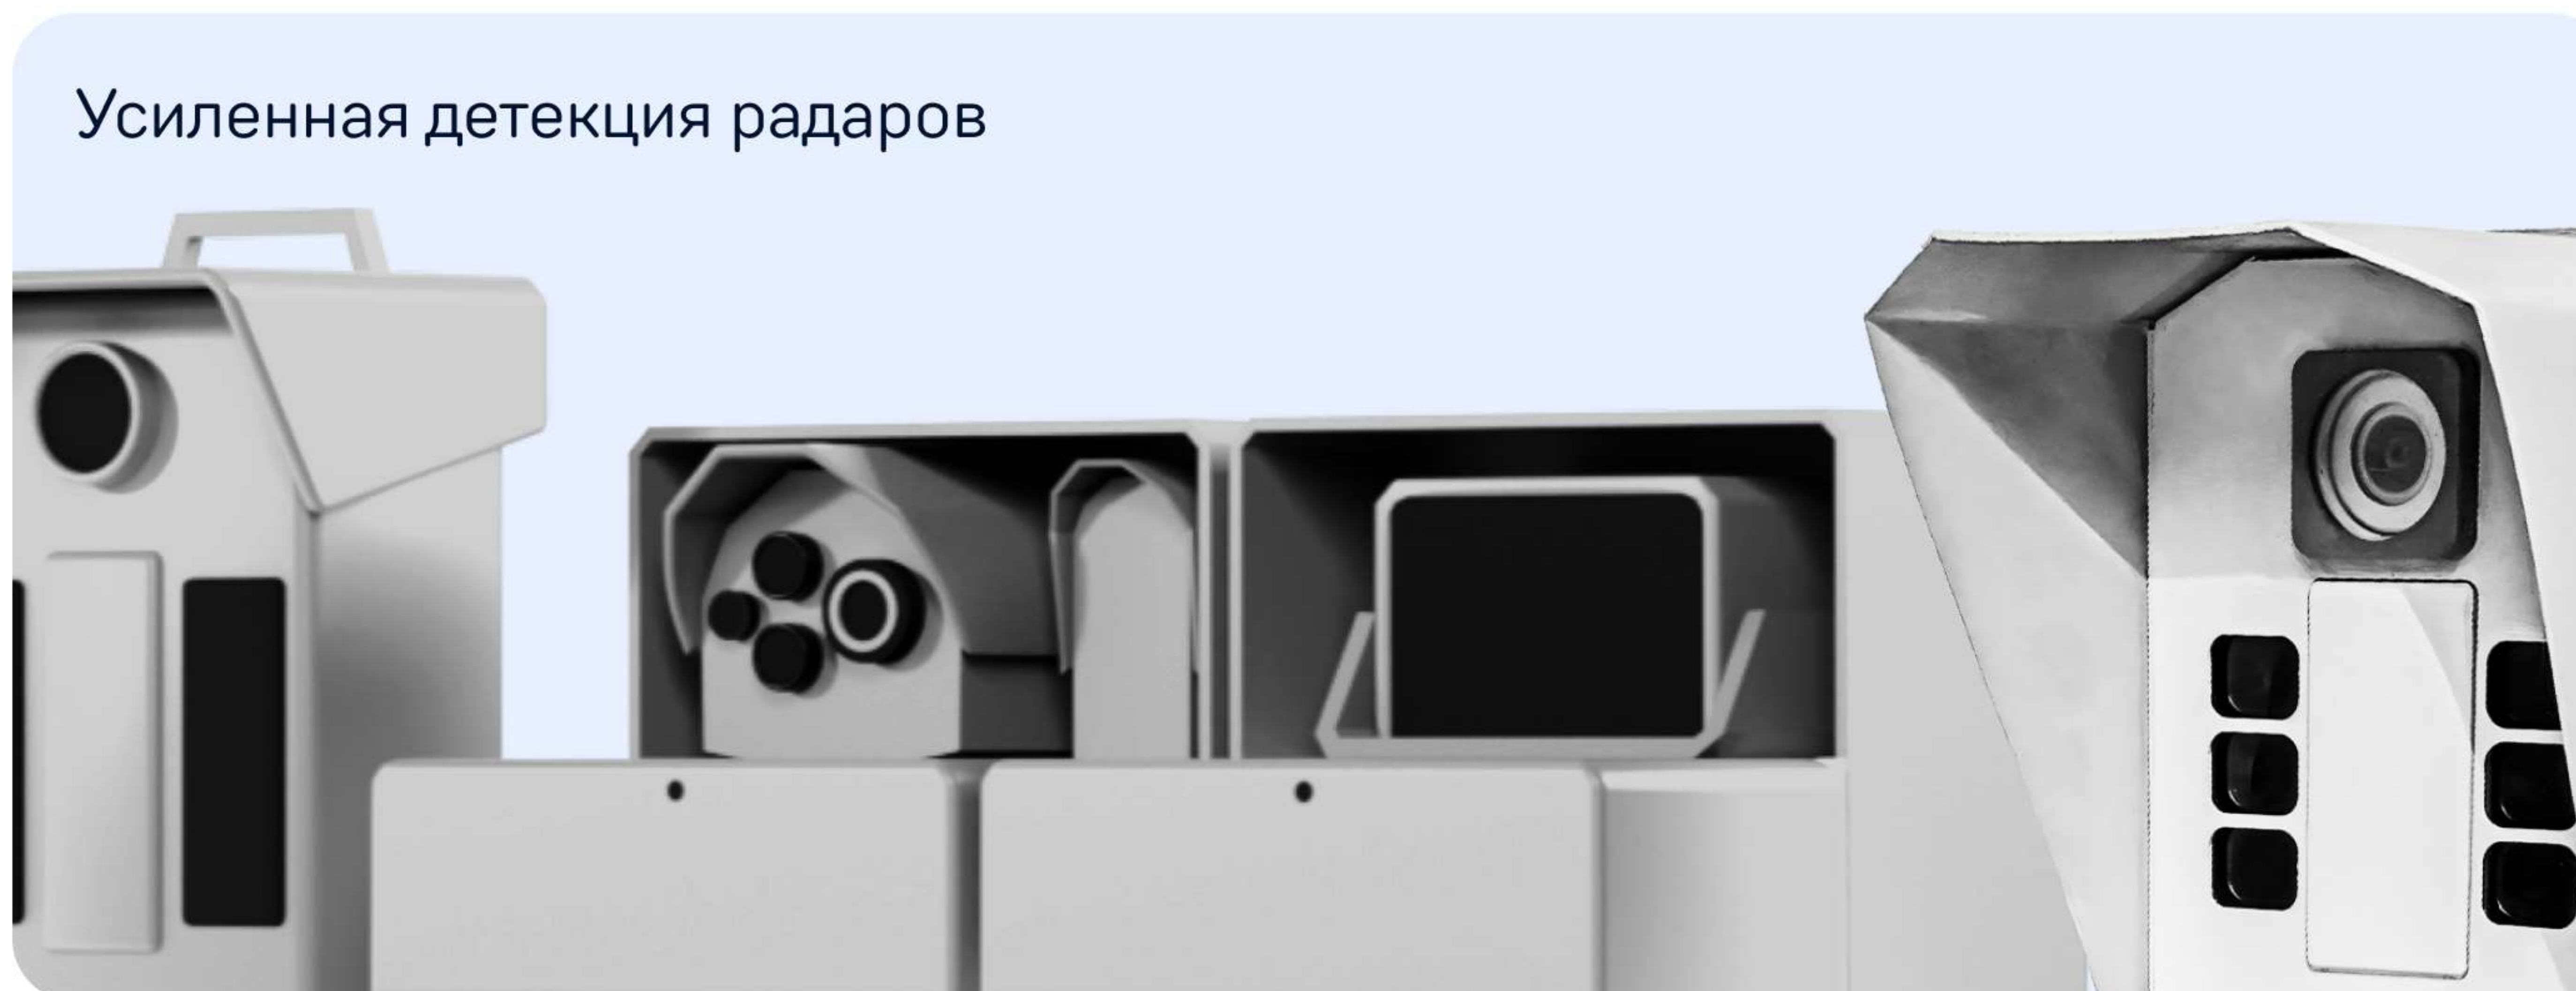 Усиленная детекция радаров